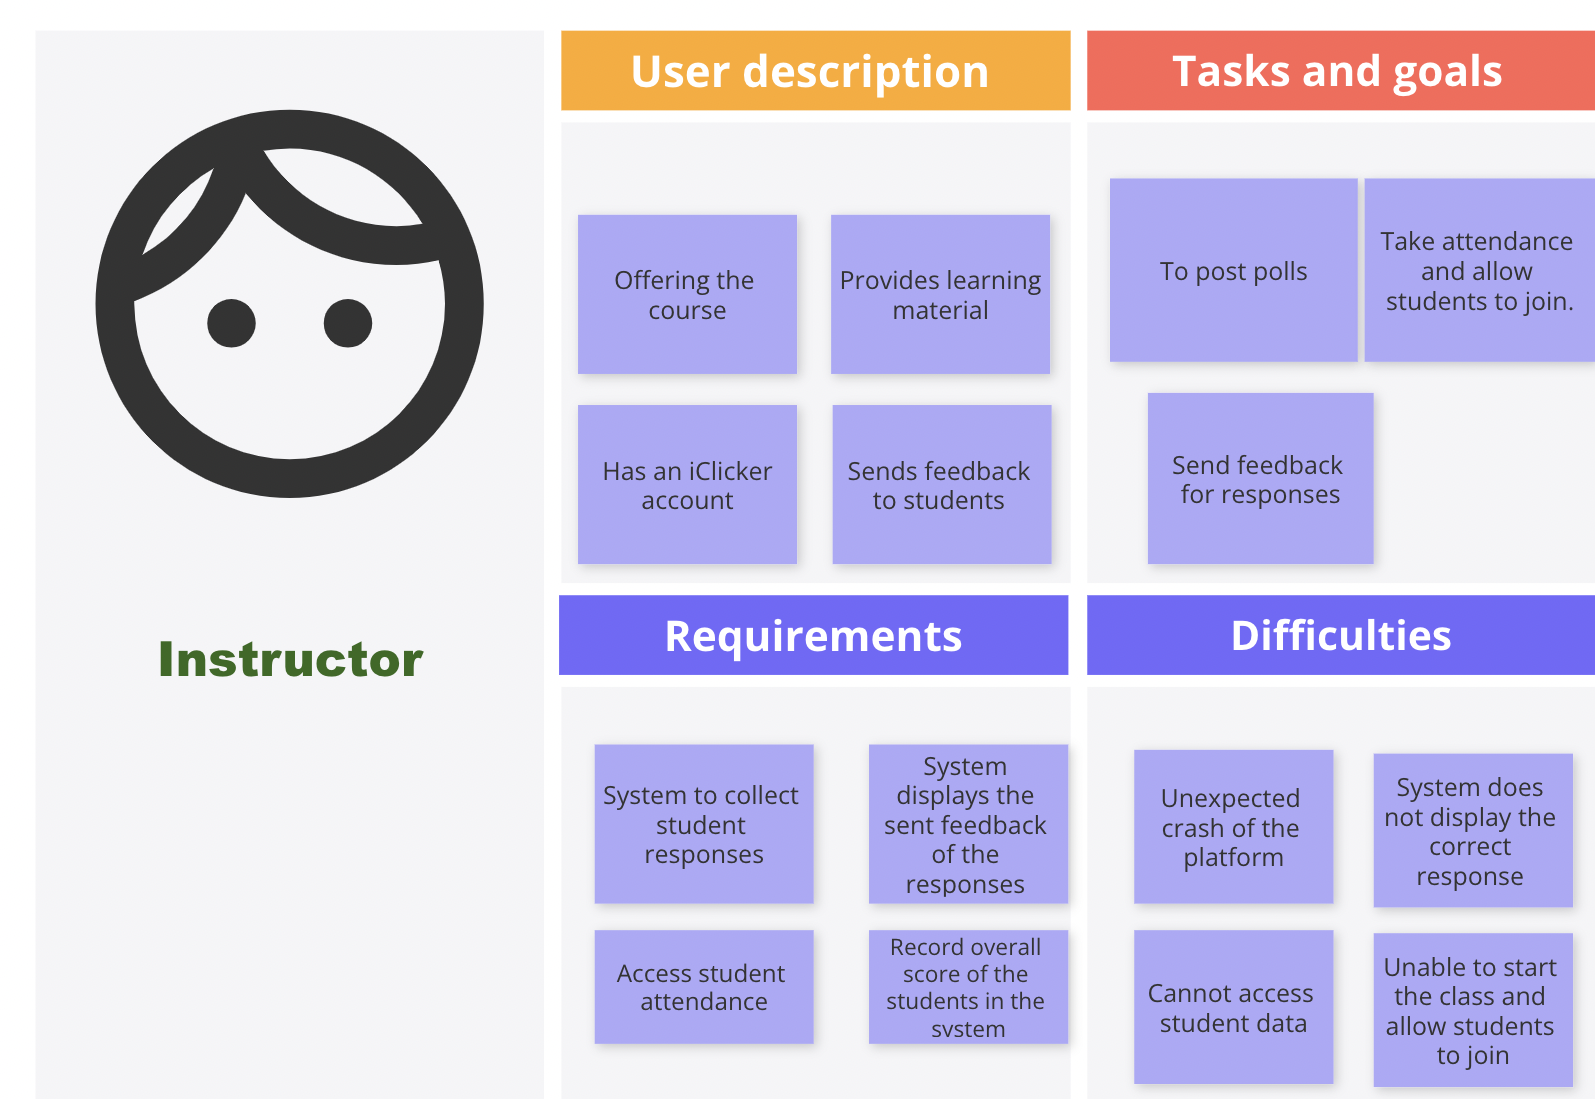 Instructor
User description
Offering the
course
Provides learning
material
Has an iClicker
account
Sends feedback
to students
Tasks and goals
To post polls
Take attendance
and allow
students to join.
Send feedback
for responses
Requirements
System to collect
student
responses
System
displays the
sent feedback
of the
responses
Access student
attendance
Record overall
score of the
students in the
system
Difficulties
Unexpected
crash of the
platform
System does
not display the
correct
response
Cannot access
student data
Unable to start
the class and
allow students
to join